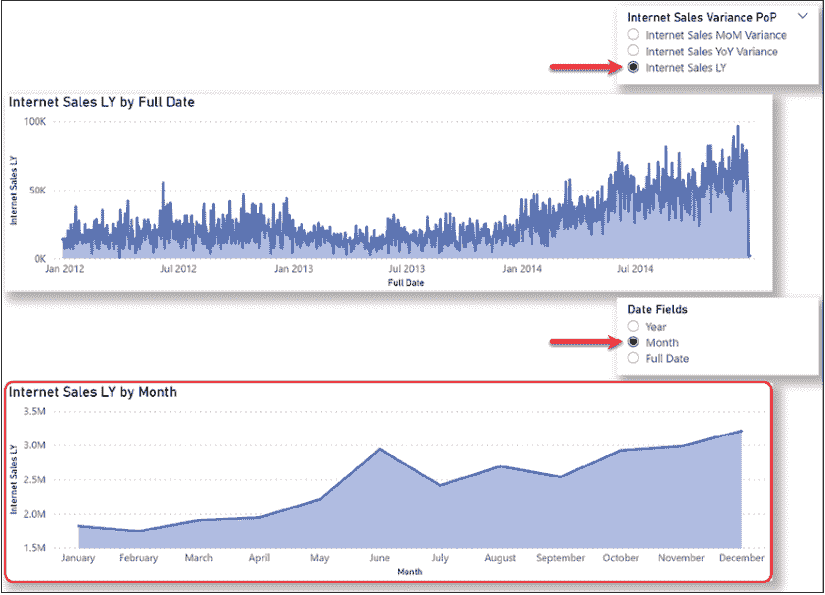 Internet Sales Variance PoP
Internet Sales MoM Variance
Internet Sales YoY Variance
Internet Sales LY
Internet Sales LY by Full Date
100K
50K
0K
Internet Sales LY
Jan 2012 Jul 2012 Jan 2013 Jul 2013 Jan 2014 Jul 2014
Full Date
Date Fields
Year
Month
Full Date
Internet Sales LY by Month
3.5M
3.0M
2.5M
2.0M
1.5M
Internet Sales LY
January February March April May June July August September October November December
Month